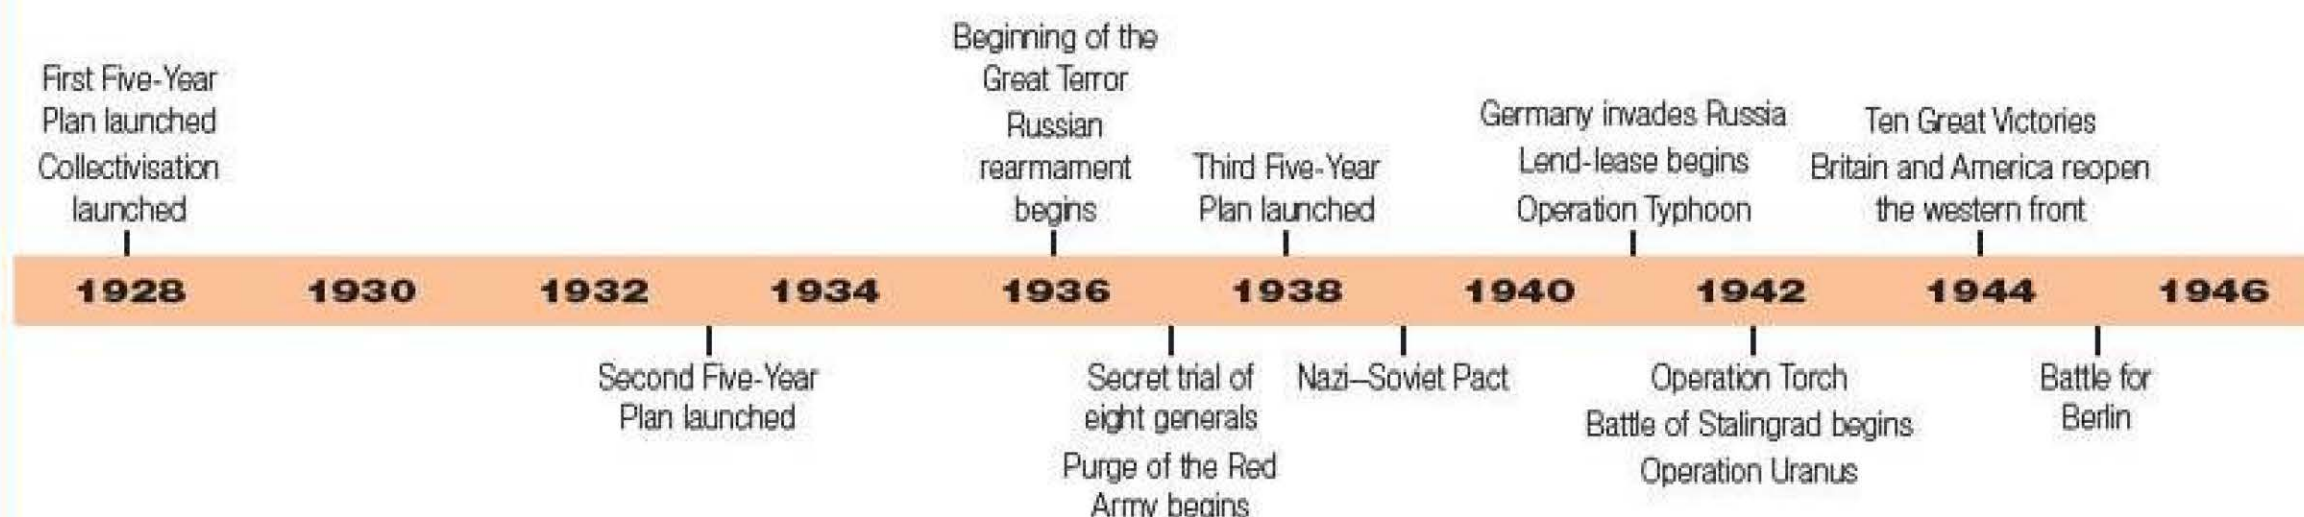 First Five-Year
Plan launched
Collectivisation
launched
Beginning of the
Great Terror
Russian
rearmament
begins
Third Five-Year
Plan launched
Germany invades Russia
Lend-lease begins
Operation Typhoon
Ten Great Victories
Britain and America reopen
the western front
1928 1930 1932 1934 1936 1938 1940 1942 1944 1946
Second Five-Year
Plan launched
Secret trial of
eight generals
Purge of the Red
Army begins
Nazi–Soviet Pact
Operation Torch
Battle of Stalingrad begins
Operation Uranus
Battle for
Berlin